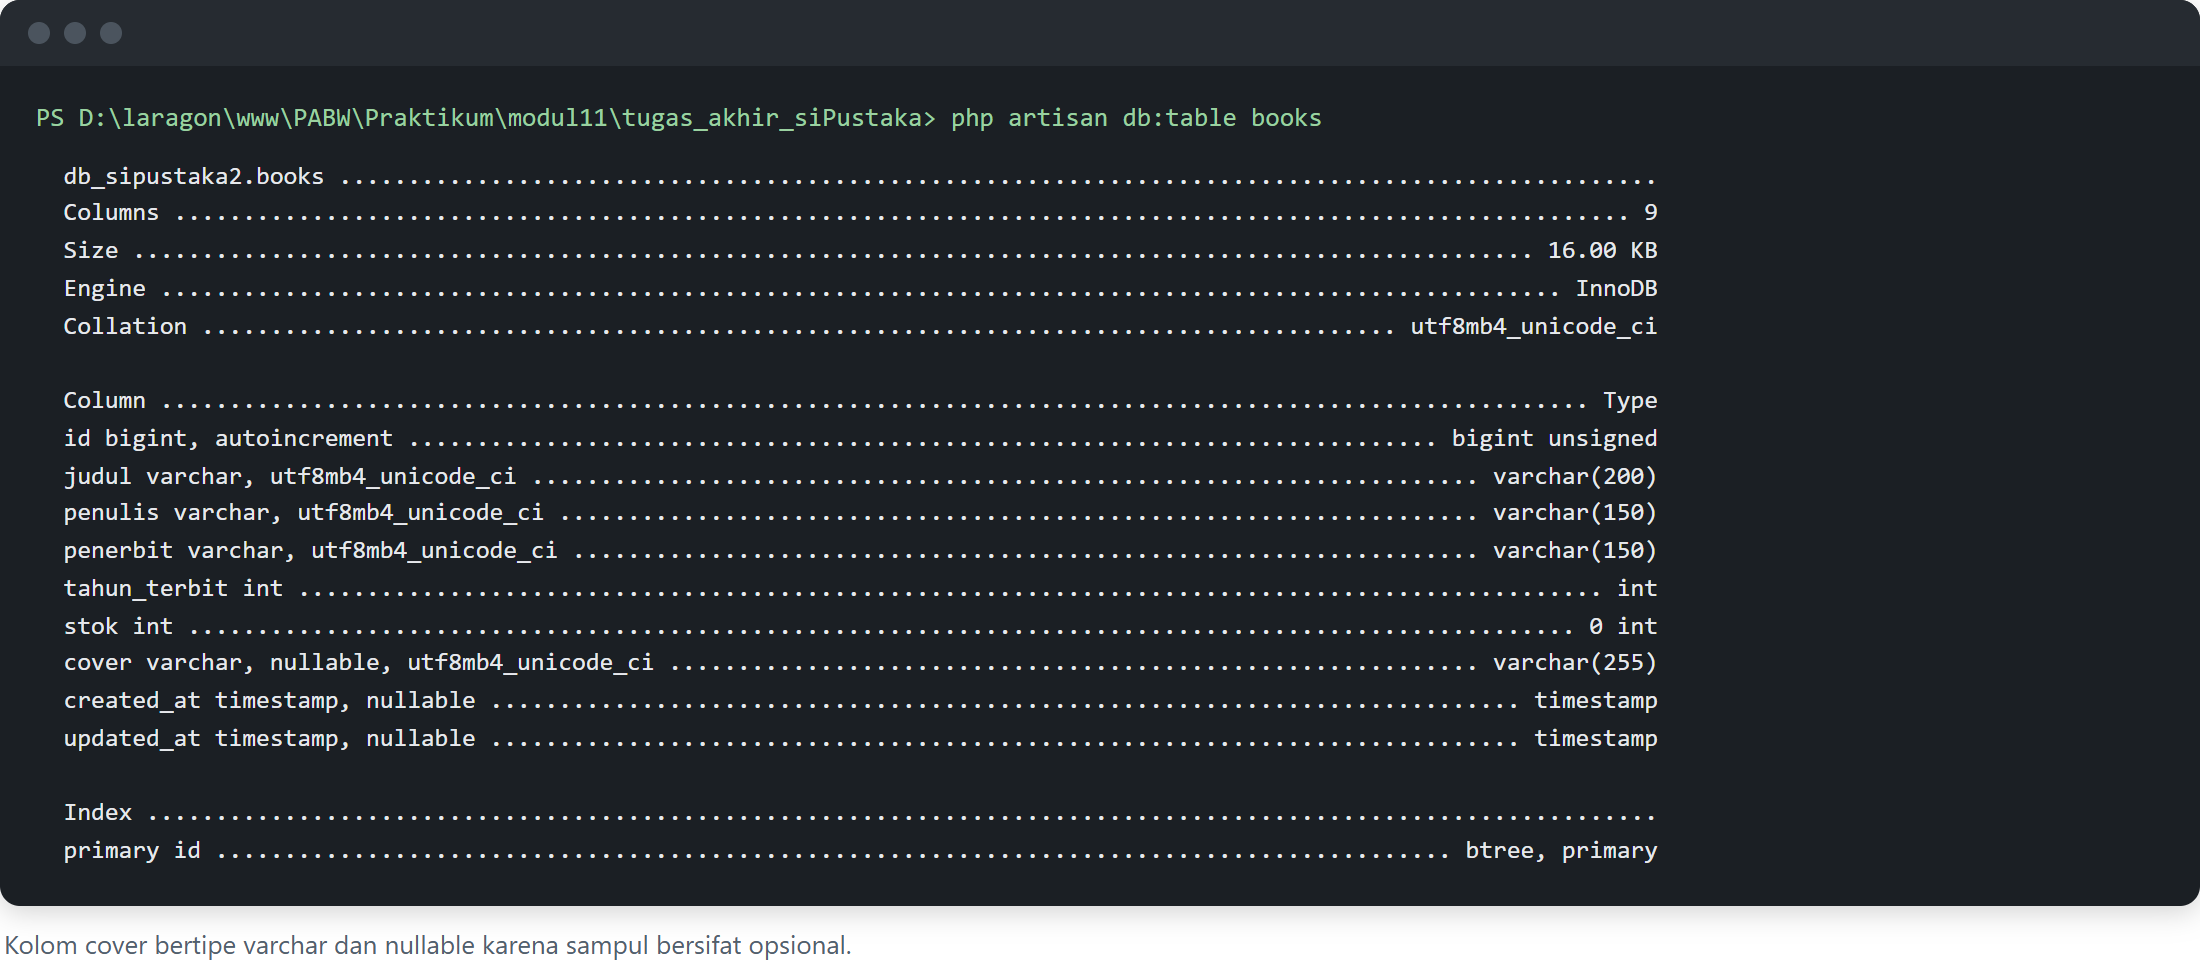 PS D:\laragon\www\PABW\Praktikum\modul11\tugas_akhir_siPustaka> php artisan db:table books
db_sipustaka2.books ................................................................................................
Columns .......................................................................................................... 9
Size ..................................................................................................... 16.00 KB
Engine ...................................................................................................... InnoDB
Collation ....................................................................................... utf8mb4_unicode_ci
Column ........................................................................................................ Type
id bigint, autoincrement ........................................................................... bigint unsigned
judul varchar, utf8mb4_unicode_ci ..................................................................... varchar(200)
penulis varchar, utf8mb4_unicode_ci ................................................................... varchar(150)
penerbit varchar, utf8mb4_unicode_ci .................................................................. varchar(150)
tahun_terbit int ............................................................................................... int
stok int ..................................................................................................... 0 int
cover varchar, nullable, utf8mb4_unicode_ci ........................................................... varchar(255)
created_at timestamp, nullable ........................................................................... timestamp
updated_at timestamp, nullable ........................................................................... timestamp
Index ..............................................................................................................
primary id .......................................................................................... btree, primary
Kolom cover bertipe varchar dan nullable karena sampul bersifat opsional.